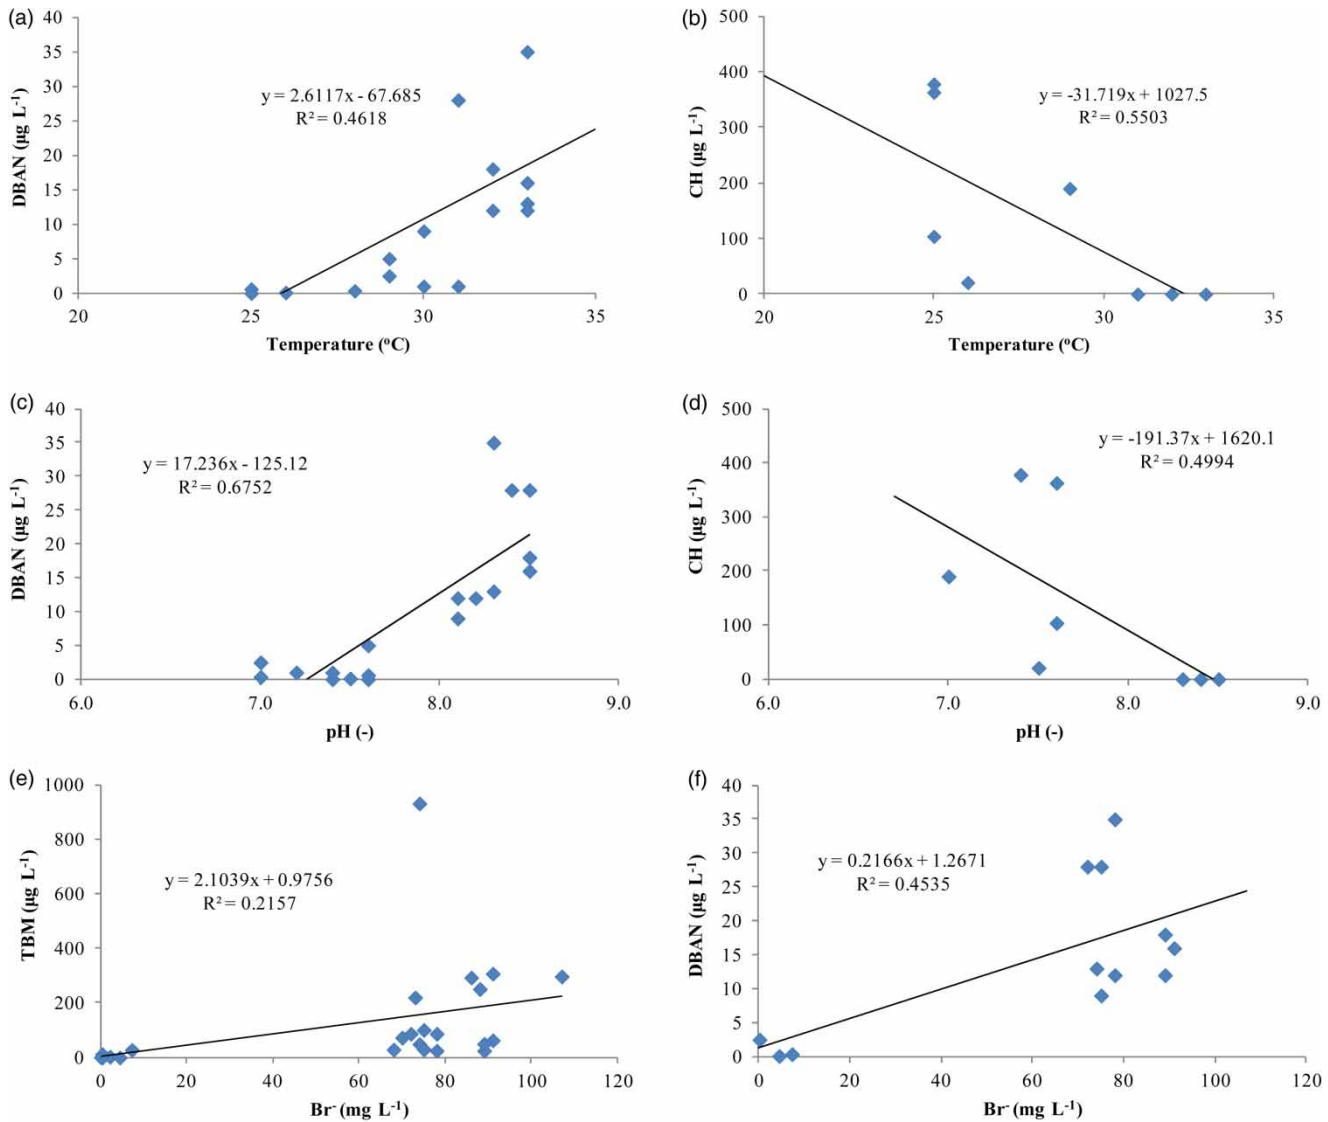 (a)
40
35
30
25
20
15
10
5
0
DBAN (µg L⁻¹)
y = 2.6117x - 67.685
R² = 0.4618
20 25 30 35
Temperature (°C)
(b)
500
400
300
200
100
0
CH (µg L⁻¹)
y = -31.719x + 1027.5
R² = 0.5503
20 25 30 35
Temperature (°C)
(c)
40
35
30
25
20
15
10
5
0
DBAN (µg L⁻¹)
y = 17.236x - 125.12
R² = 0.6752
6.0 7.0 8.0 9.0
pH (-)
(d)
500
400
300
200
100
0
CH (µg L⁻¹)
y = -191.37x + 1620.1
R² = 0.4994
6.0 7.0 8.0 9.0
pH (-)
(e)
1000
800
600
400
200
0
TBM (µg L⁻¹)
y = 2.1039x + 0.9756
R² = 0.2157
0 20 40 60 80 100 120
Br⁻ (mg L⁻¹)
(f)
40
35
30
25
20
15
10
5
0
DBAN (µg L⁻¹)
y = 0.2166x + 1.2671
R² = 0.4535
0 20 40 60 80 100 120
Br⁻ (mg L⁻¹)